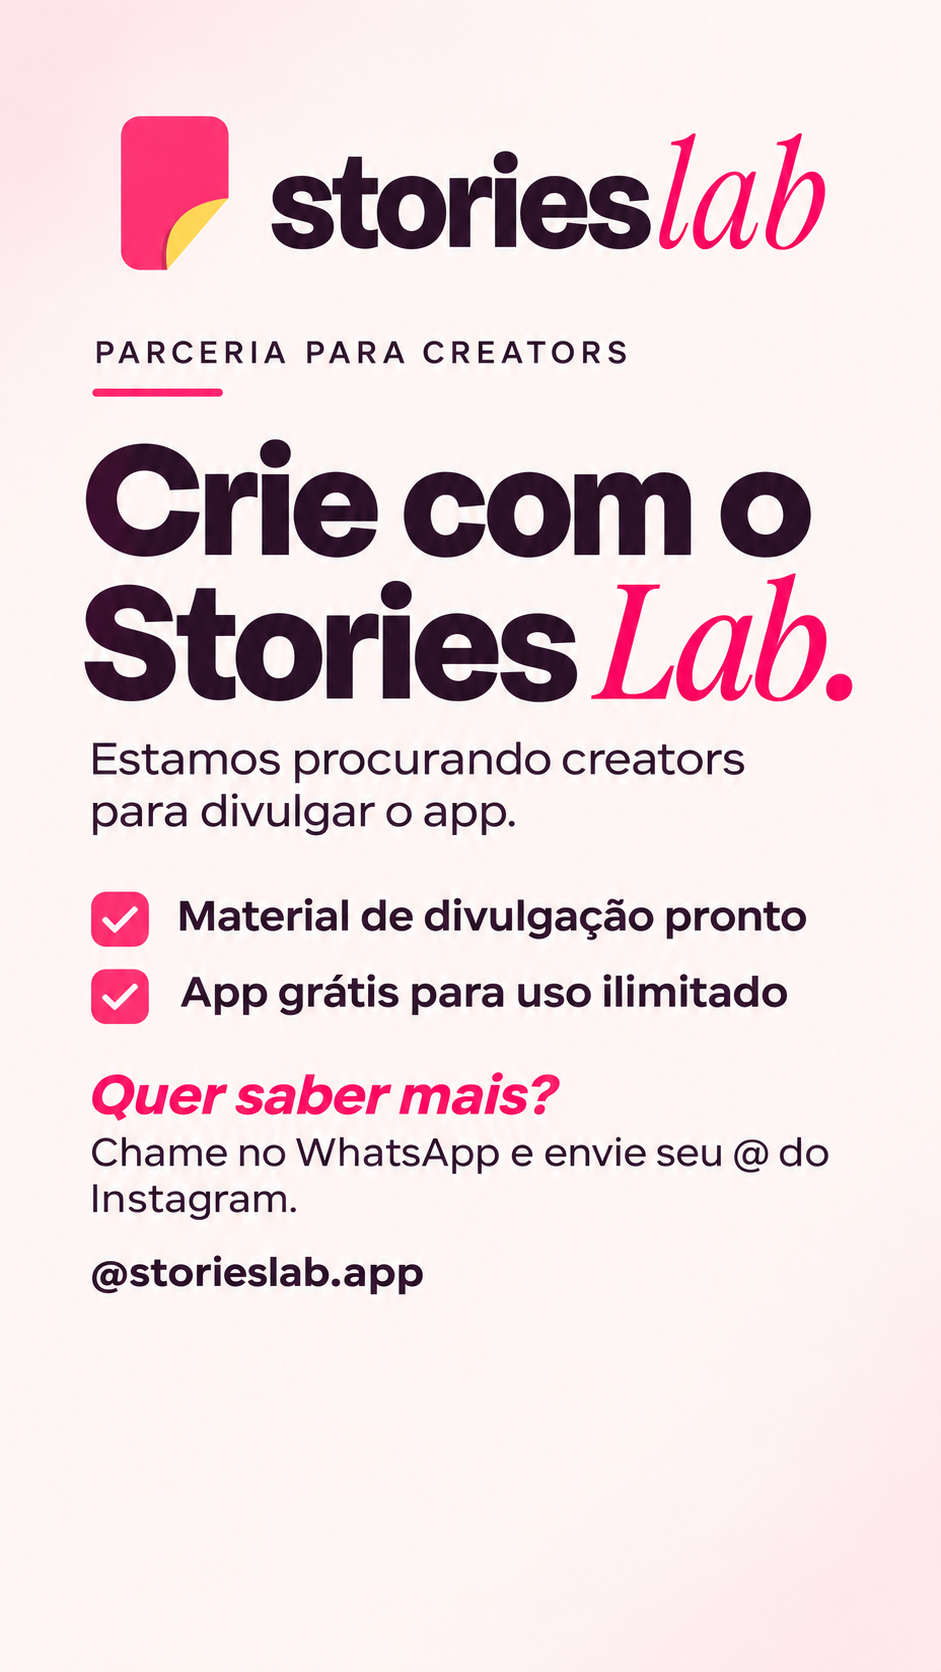 storieslab
PARCERIA PARA CREATORS
Crie com o
Stories Lab.
Estamos procurando creators
para divulgar o app.
Material de divulgação pronto
App grátis para uso ilimitado
Quer saber mais?
Chame no WhatsApp e envie seu @ do
Instagram.
@storieslab.app